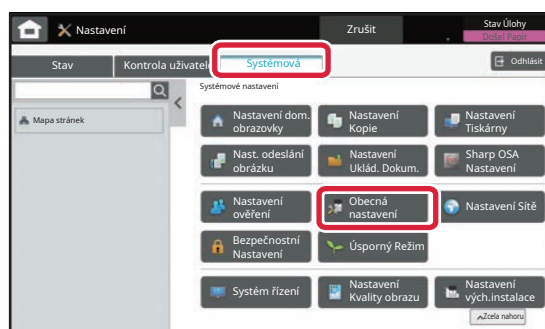 Nastavení
Zrušit
Stav Úlohy
Došel Papír
Stav
Kontrola uživatele
Systémová
Odhlásit
Systémové nastavení
Mapa stránek
Nastavení dom.
obrazovky
Nastavení
Kopie
Nastavení
Tiskárny
Nast. odeslání
obrázku
Nastavení
Uklád. Dokum.
Sharp OSA
Nastavení
Nastavení
ověření
Obecná
nastavení
Nastavení Sítě
Bezpečnostní
Nastavení
Úsporný Režim
Systém řízení
Nastavení
Kvality obrazu
Nastavení
vých.instalace
Zcela nahoru